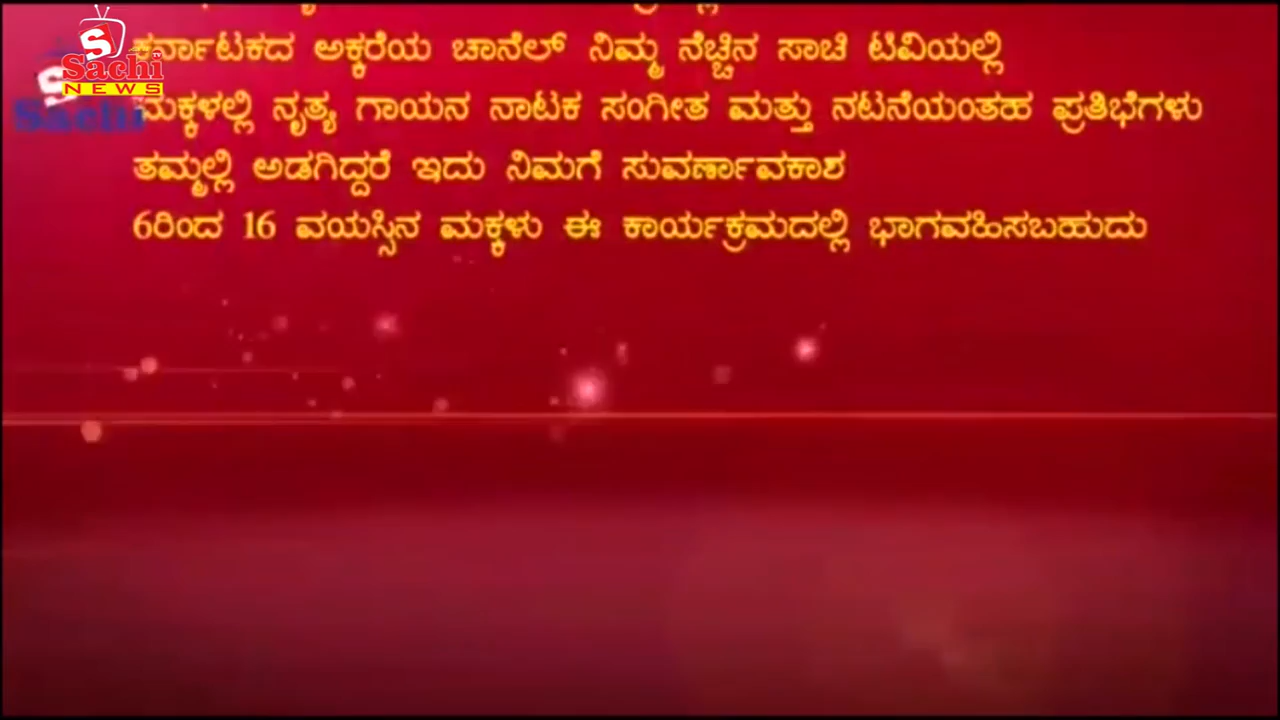 S
Sachi
NEWS
ಕರ್ನಾಟಕದ ಅಕ್ಕರೆಯ ಚಾನೆಲ್ ನಿಮ್ಮ ನೆಚ್ಚಿನ ಸಾಚಿ ಟಿವಿಯಲ್ಲಿ
ಮಕ್ಕಳಲ್ಲಿ ನೃತ್ಯ ಗಾಯನ ನಾಟಕ ಸಂಗೀತ ಮತ್ತು ನಟನೆಯಂತಹ ಪ್ರತಿಭೆಗಳು
ತಮ್ಮಲ್ಲಿ ಅಡಗಿದ್ದರೆ ಇದು ನಿಮಗೆ ಸುವರ್ಣಾವಕಾಶ
6ರಿಂದ 16 ವಯಸ್ಸಿನ ಮಕ್ಕಳು ಈ ಕಾರ್ಯಕ್ರಮದಲ್ಲಿ ಭಾಗವಹಿಸಬಹುದು